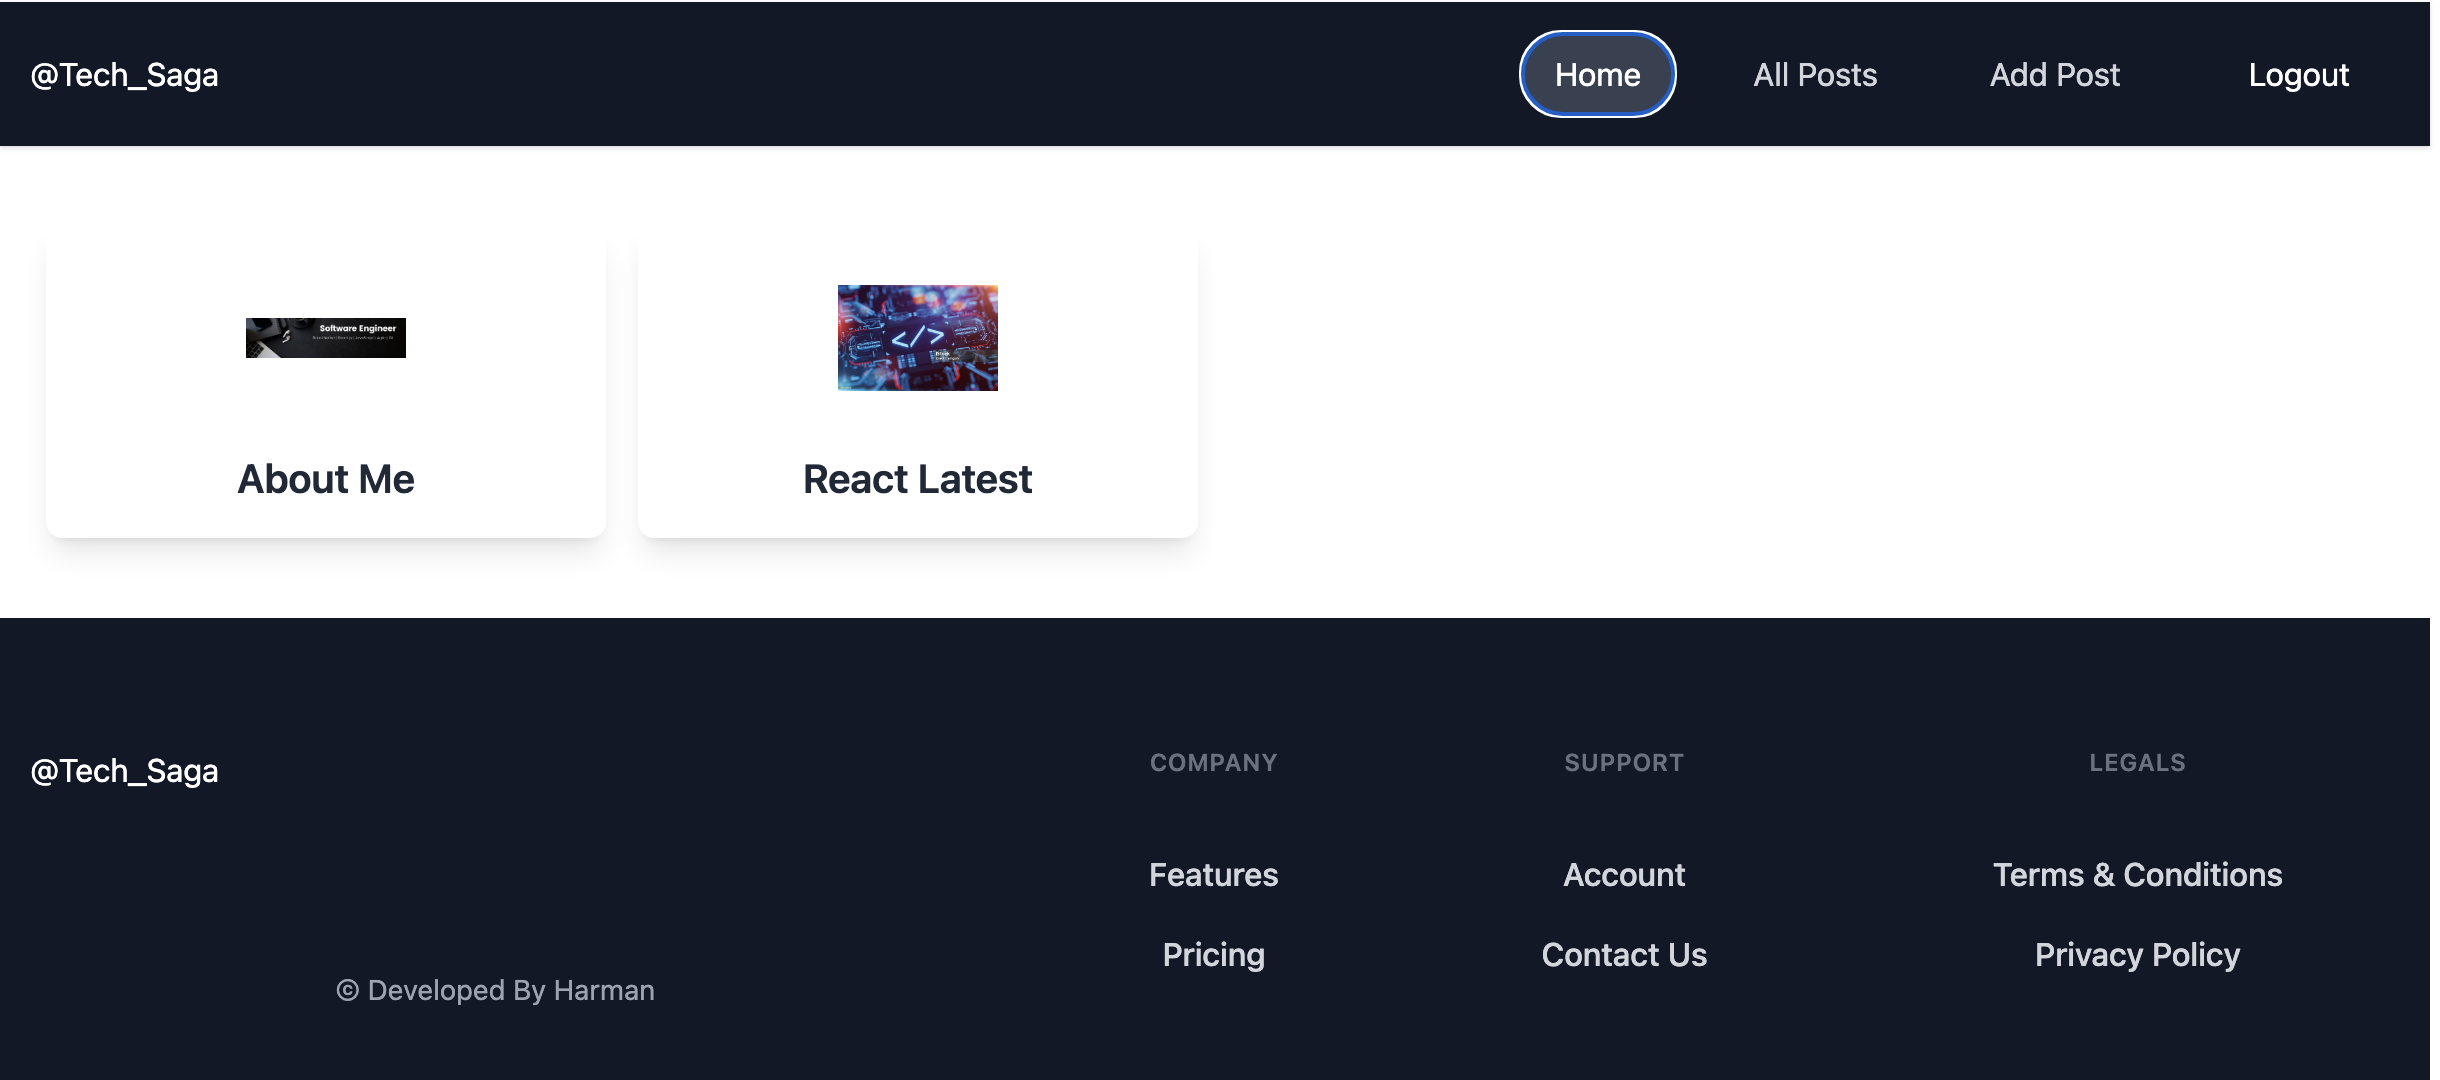 @Tech_Saga
Home
All Posts
Add Post
Logout
Software Engineer
</>
About Me
React Latest
@Tech_Saga
© Developed By Harman
COMPANY
Features
Pricing
SUPPORT
Account
Contact Us
LEGALS
Terms & Conditions
Privacy Policy